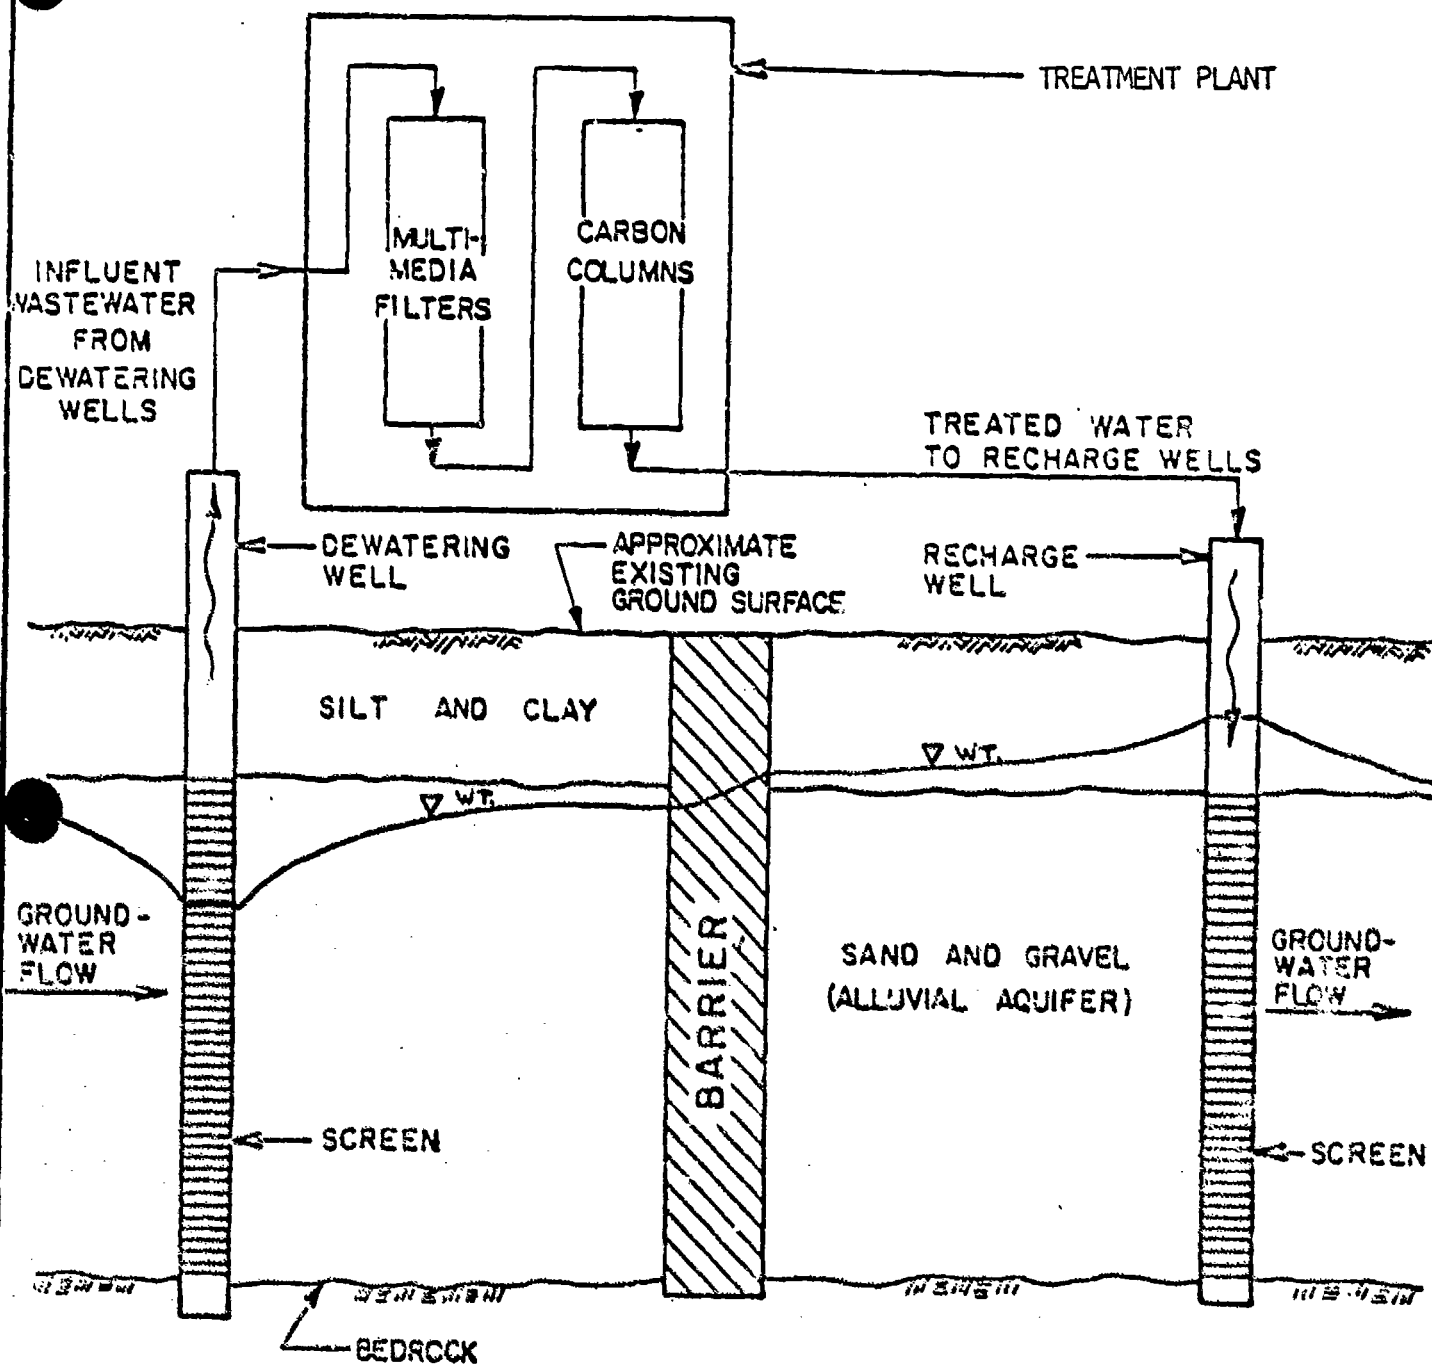 TREATMENT PLANT
MULTI-
MEDIA
FILTERS
CARBON
COLUMNS
INFLUENT
WASTEWATER
FROM
DEWATERING
WELLS
TREATED WATER
TO RECHARGE WELLS
DEWATERING
WELL
APPROXIMATE
EXISTING
GROUND SURFACE
RECHARGE
WELL
SILT AND CLAY
WT.
WT.
GROUND-
WATER
FLOW
BARRIER
SAND AND GRAVEL
(ALLUVIAL AQUIFER)
GROUND-
WATER
FLOW
SCREEN
SCREEN
BEDROCK